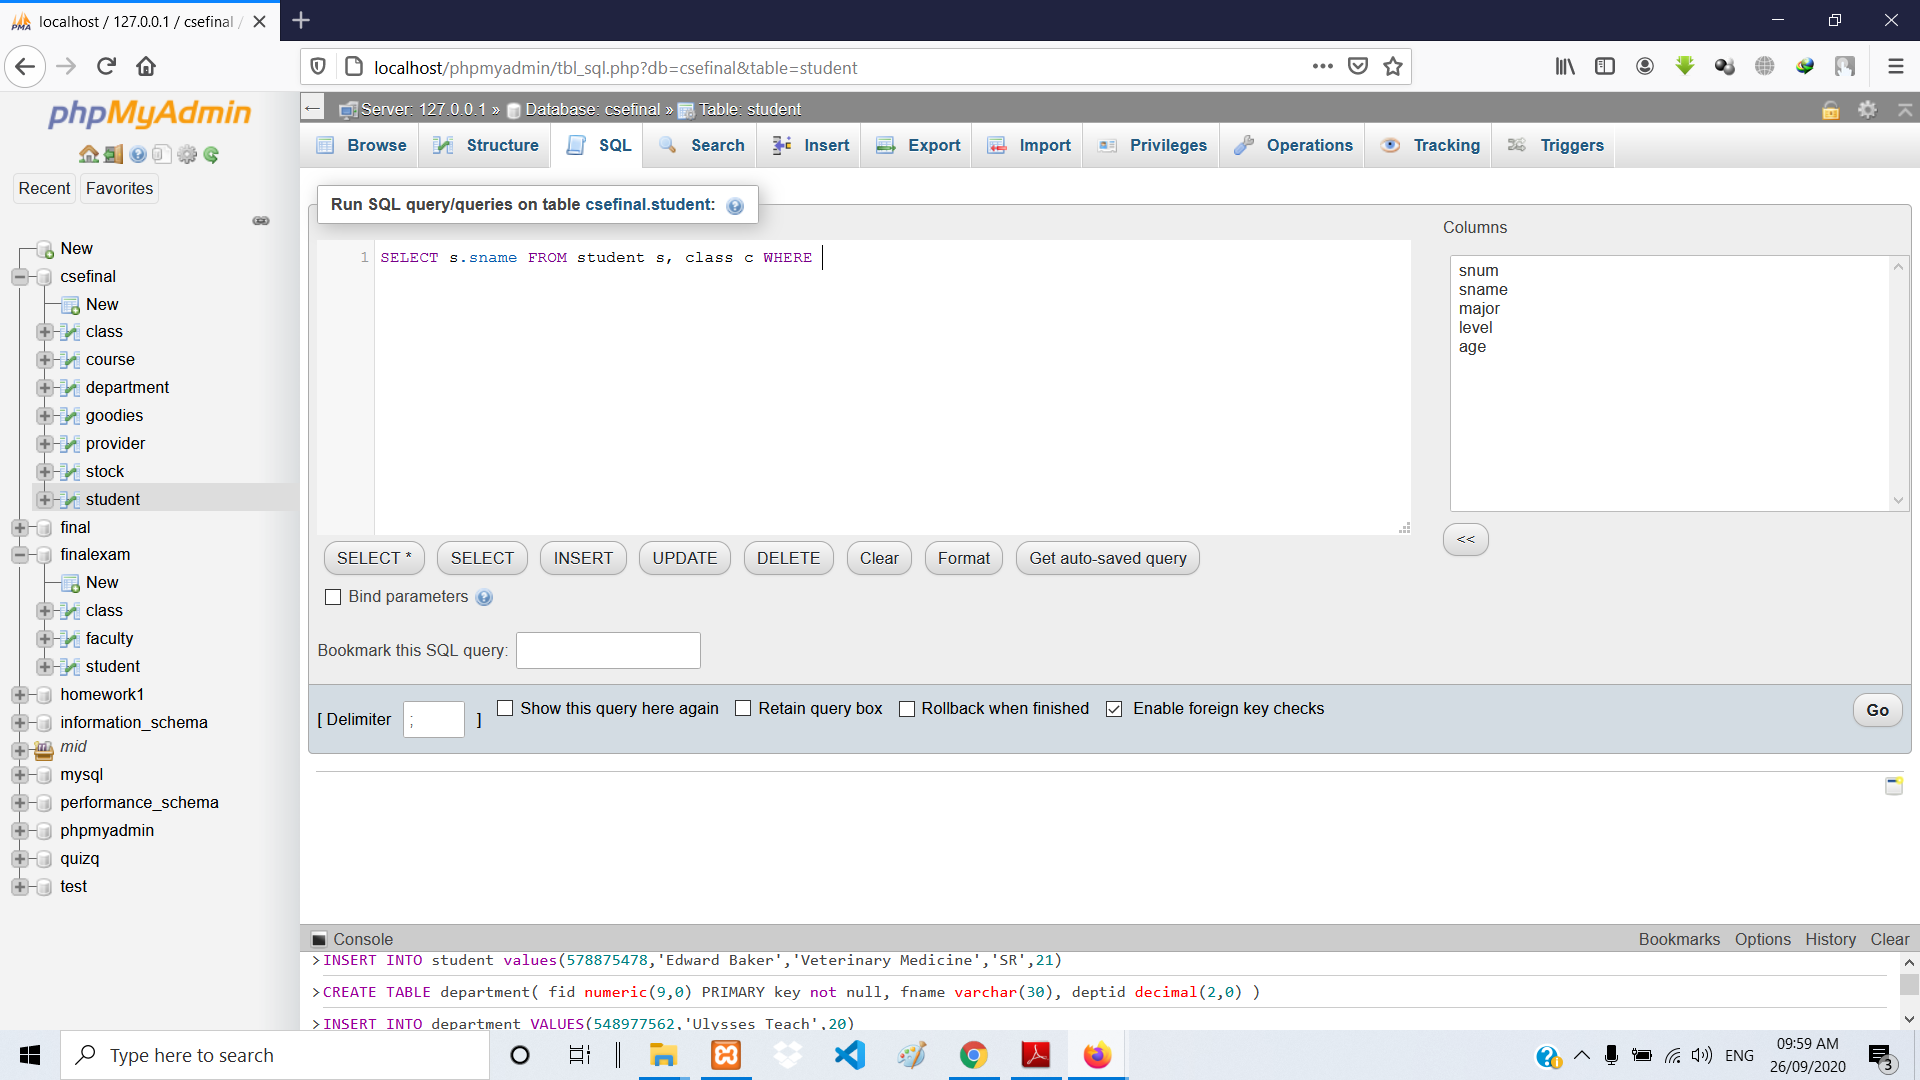 localhost / 127.0.0.1 / csefinal /
localhost/phpmyadmin/tbl_sql.php?db=csefinal&table=student
phpMyAdmin
Recent
Favorites
New
csefinal
New
class
course
department
goodies
provider
stock
student
final
finalexam
New
class
faculty
student
homework1
information_schema
mid
mysql
performance_schema
phpmyadmin
quizq
test
Server: 127.0.0.1 » Database: csefinal » Table: student
Browse
Structure
SQL
Search
Insert
Export
Import
Privileges
Operations
Tracking
Triggers
Run SQL query/queries on table csefinal.student:
1 SELECT s.sname FROM student s, class c WHERE
Columns
snum
sname
major
level
age
<<
SELECT *
SELECT
INSERT
UPDATE
DELETE
Clear
Format
Get auto-saved query
Bind parameters
Bookmark this SQL query:
[ Delimiter ; ]
Show this query here again
Retain query box
Rollback when finished
Enable foreign key checks
Go
Console
Bookmarks
Options
History
Clear
>INSERT INTO student values(578875478,'Edward Baker','Veterinary Medicine','SR',21)
>CREATE TABLE department( fid numeric(9,0) PRIMARY key not null, fname varchar(30), deptid decimal(2,0) )
>INSERT INTO department VALUES(548977562,'Ulysses Teach',20)
Type here to search
ENG
09:59 AM
26/09/2020
3